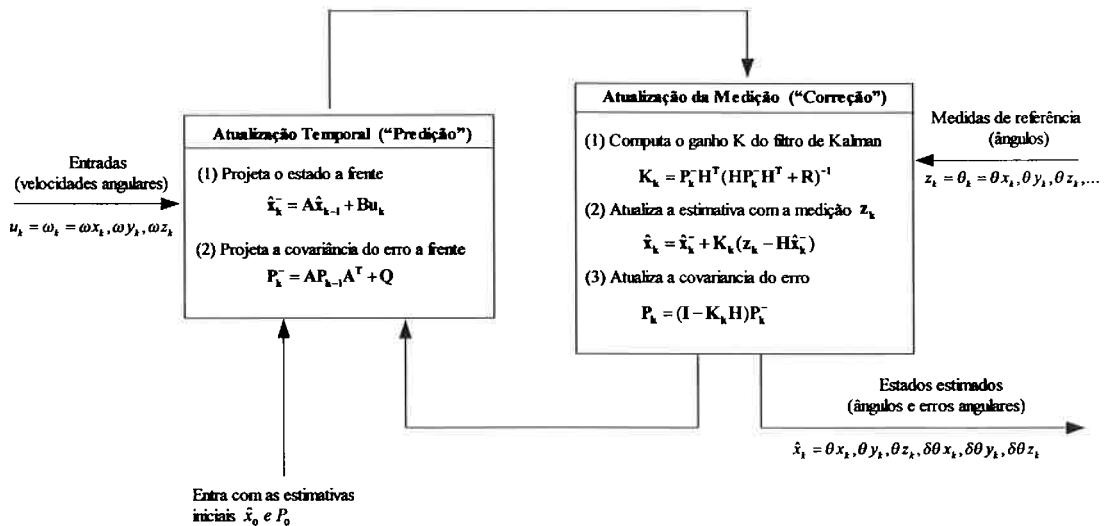 Atualização Temporal (“Predição”)
(1) Projeta o estado a frente
x̂ₖ⁻ = Ax̂ₖ₋₁ + Buₖ
(2) Projeta a covariância do erro a frente
Pₖ⁻ = APₖ₋₁Aᵀ + Q
Entradas
(velocidades angulares)
uₖ = ωₖ = ωxₖ, ωyₖ, ωzₖ
Entra com as estimativas
iniciais x̂₀ e P₀
Atualização da Medição (“Correção”)
(1) Computa o ganho K do filtro de Kalman
Kₖ = Pₖ⁻Hᵀ(HPₖ⁻Hᵀ + R)⁻¹
(2) Atualiza a estimativa com a medição zₖ
x̂ₖ = x̂ₖ⁻ + Kₖ(zₖ − Hx̂ₖ⁻)
(3) Atualiza a covariancia do erro
Pₖ = (I − KₖH)Pₖ⁻
Medidas de referência
(ângulos)
zₖ = θₖ = θxₖ, θyₖ, θzₖ,...
Estados estimados
(ângulos e erros angulares)
x̂ₖ = θxₖ, θyₖ, θzₖ, δθxₖ, δθyₖ, δθzₖ